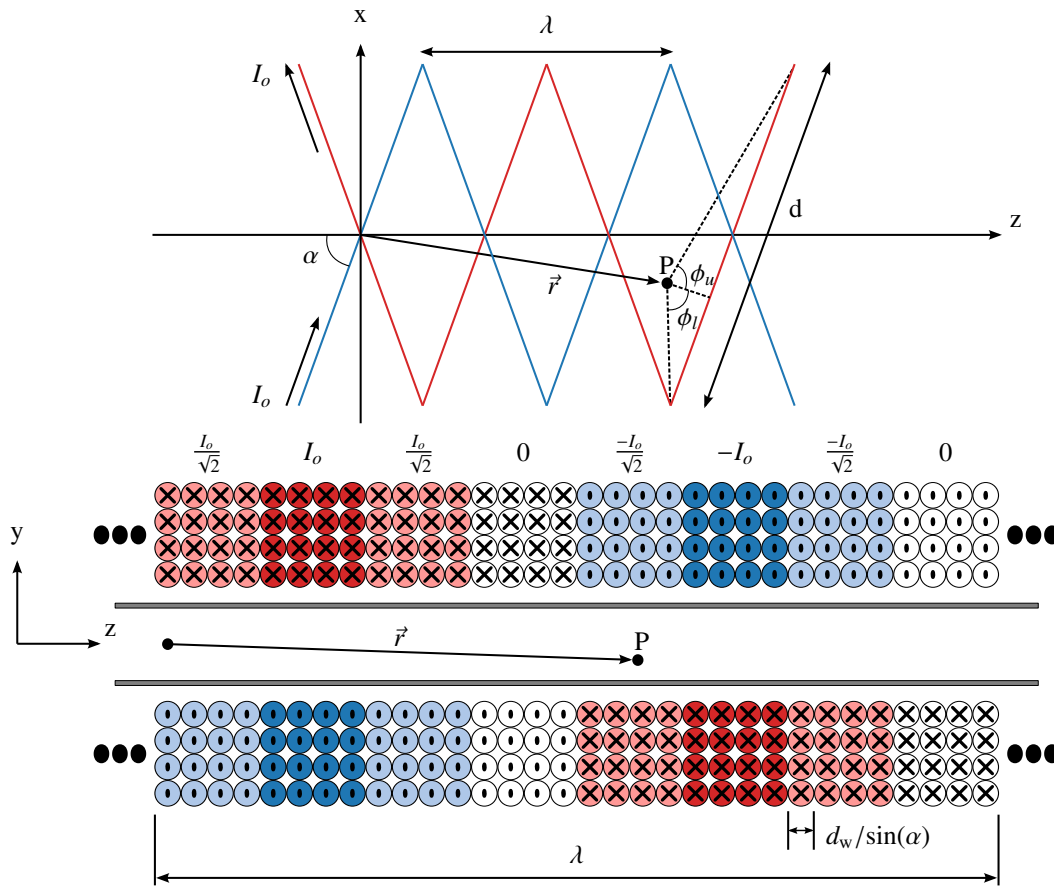 x
λ
I_o
z
d
α
P
r⃗
ϕ_u
ϕ_l
I_o
I_o/√2 I_o I_o/√2 0 -I_o/√2 -I_o -I_o/√2 0
y
z
r⃗
P
d_w/sin(α)
λ